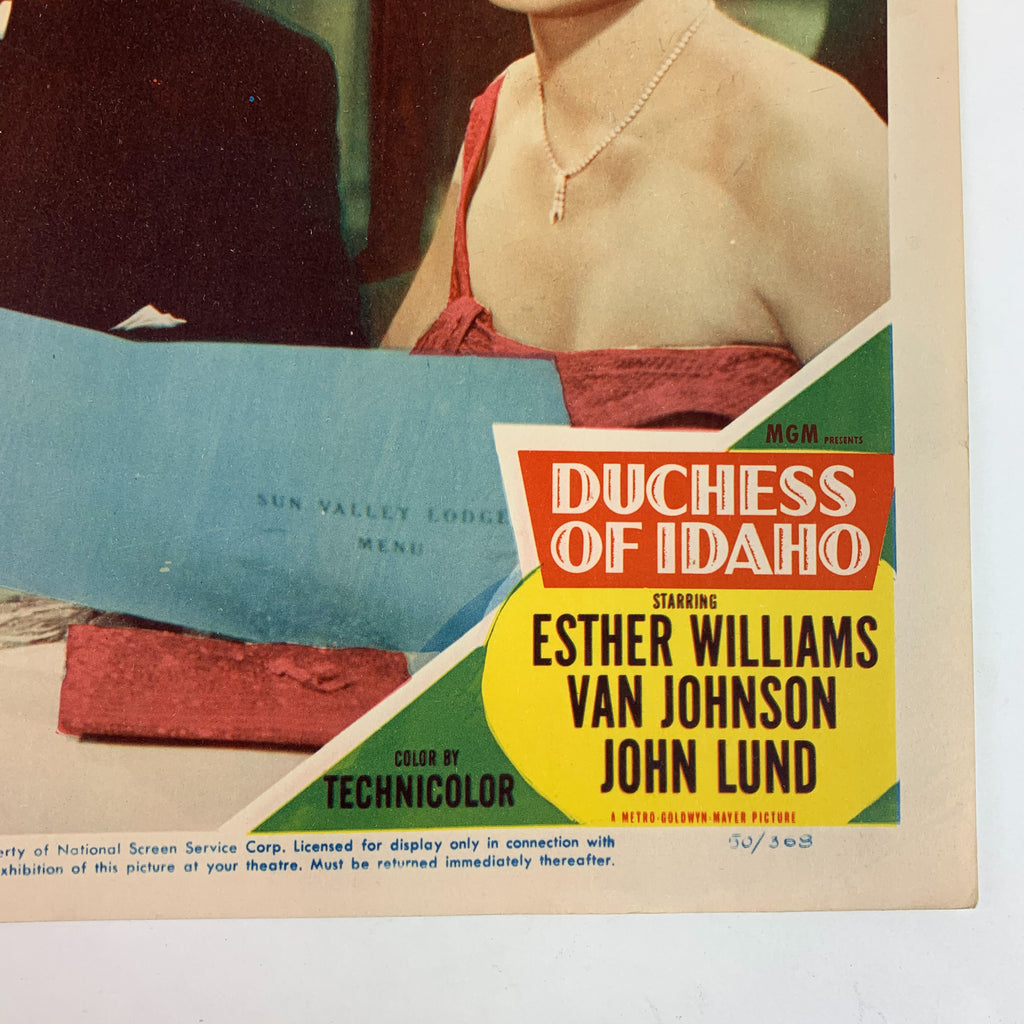 SUN VALLEY LODGE
MENU
MGM PRESENTS
DUCHESS
OF IDAHO
STARRING
ESTHER WILLIAMS
VAN JOHNSON
JOHN LUND
COLOR BY
TECHNICOLOR
A METRO-GOLDWYN-MAYER PICTURE
erty of National Screen Service Corp. Licensed for display only in connection with
xhibition of this picture at your theatre. Must be returned immediately thereafter.
50/308